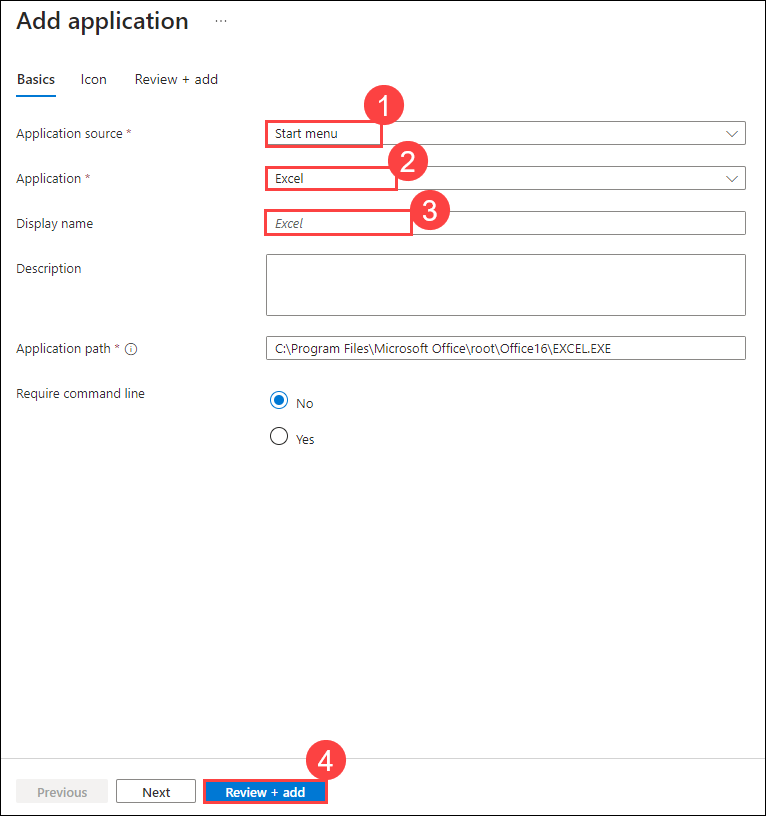 Add application ...
Basics Icon Review + add
1
Application source * Start menu
2
Application * Excel
3
Display name Excel
Description
Application path * C:\Program Files\Microsoft Office\root\Office16\EXCEL.EXE
Require command line
No
Yes
4
Previous Next Review + add